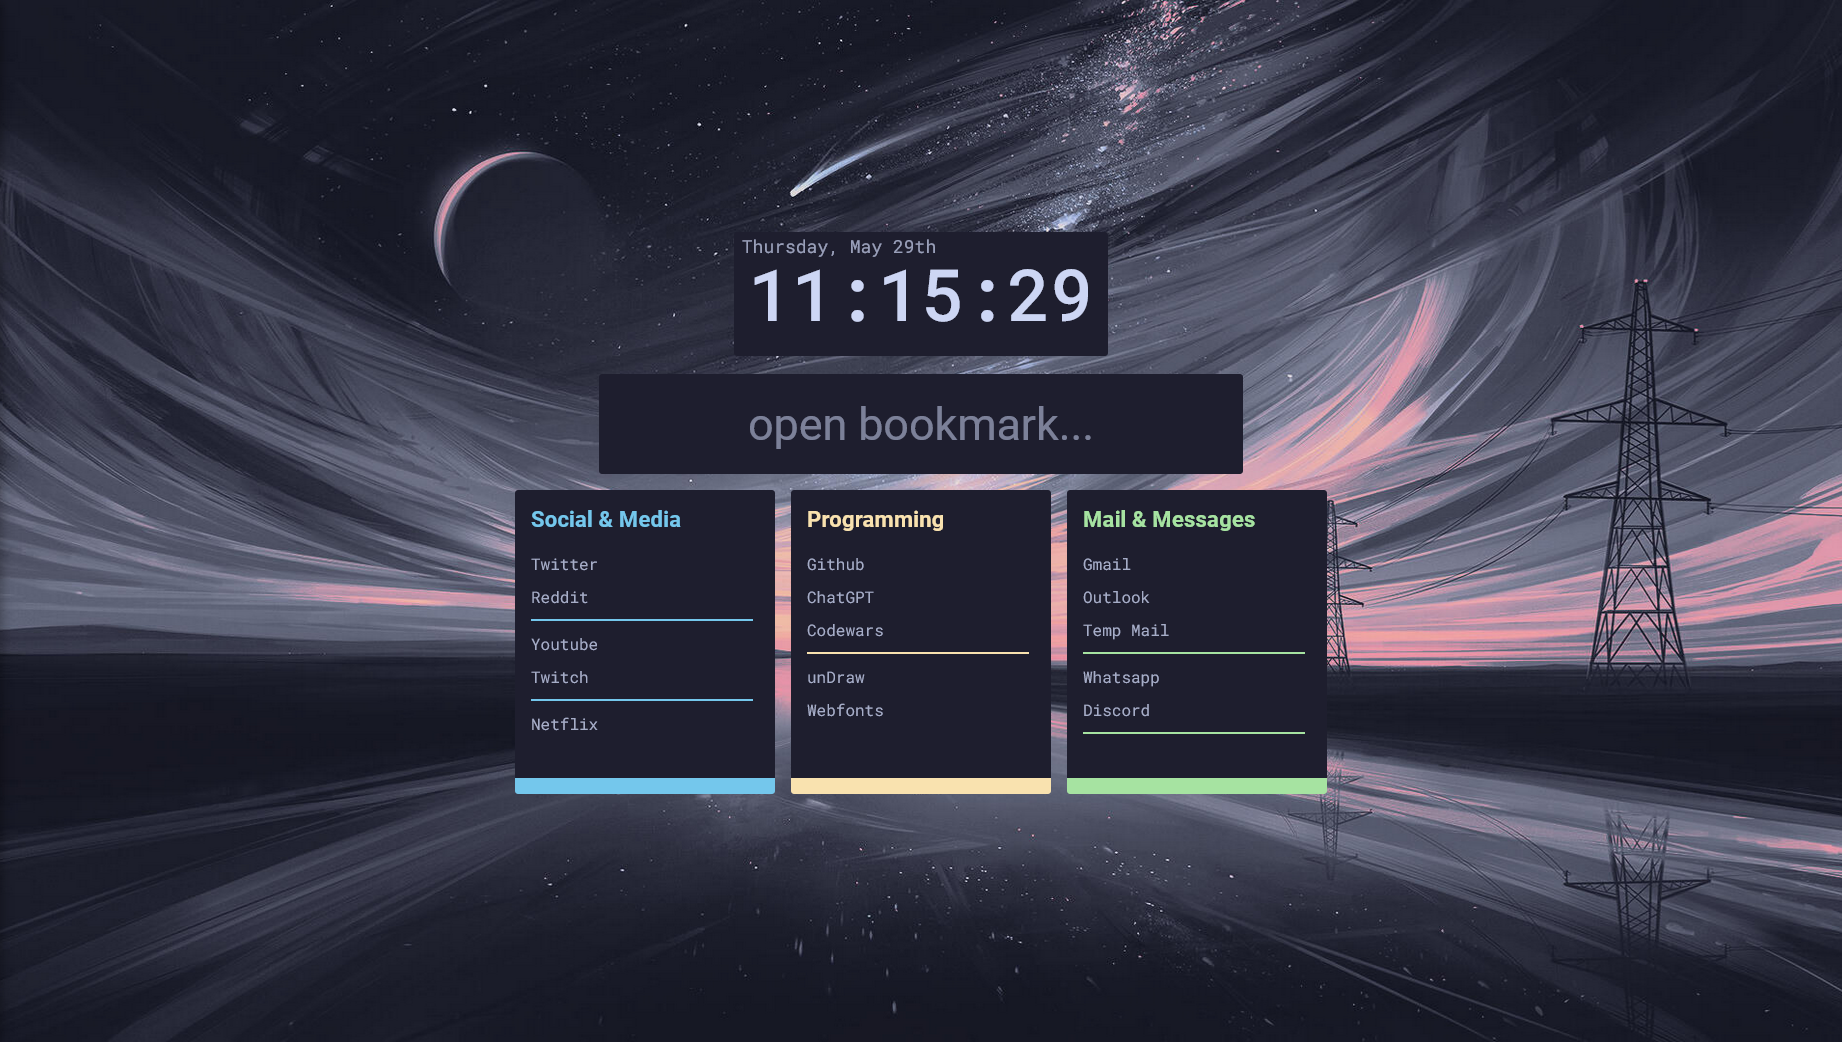 Thursday, May 29th
11:15:29
open bookmark...
Social & Media
Twitter
Reddit
Youtube
Twitch
Netflix
Programming
Github
ChatGPT
Codewars
unDraw
Webfonts
Mail & Messages
Gmail
Outlook
Temp Mail
Whatsapp
Discord